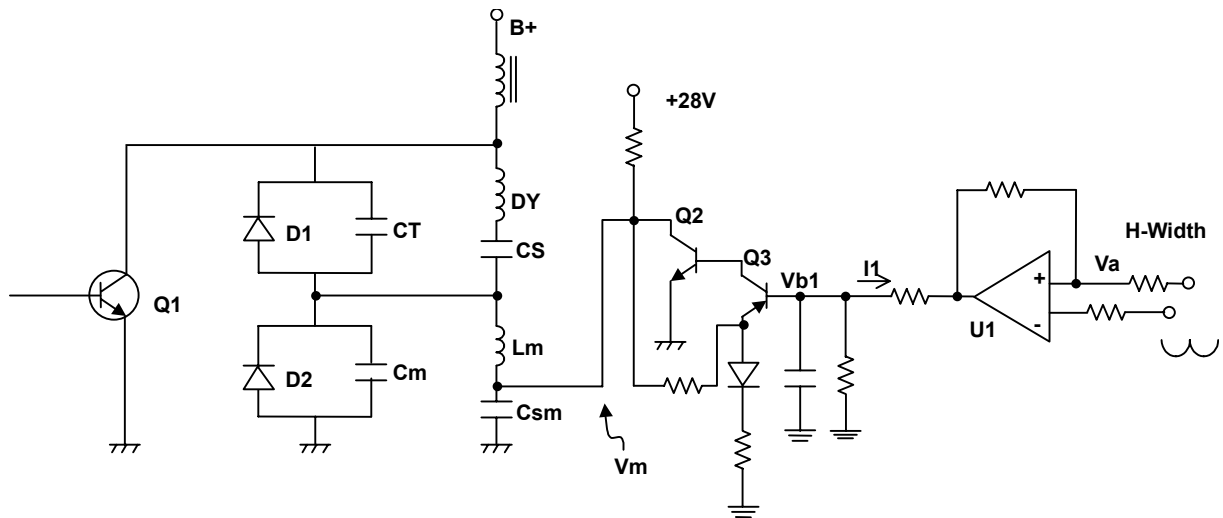 B+
+28V
DY
Q2
D1
CT
CS
Q3
H-Width
I1
Va
+
Vb1
Q1
U1
-
Lm
D2
Cm
Csm
Vm